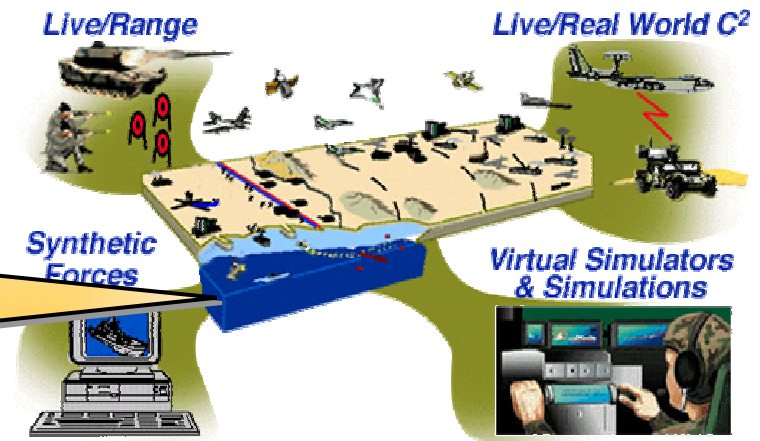 Live/Range
Live/Real World C²
Synthetic
Forces
Virtual Simulators
& Simulations